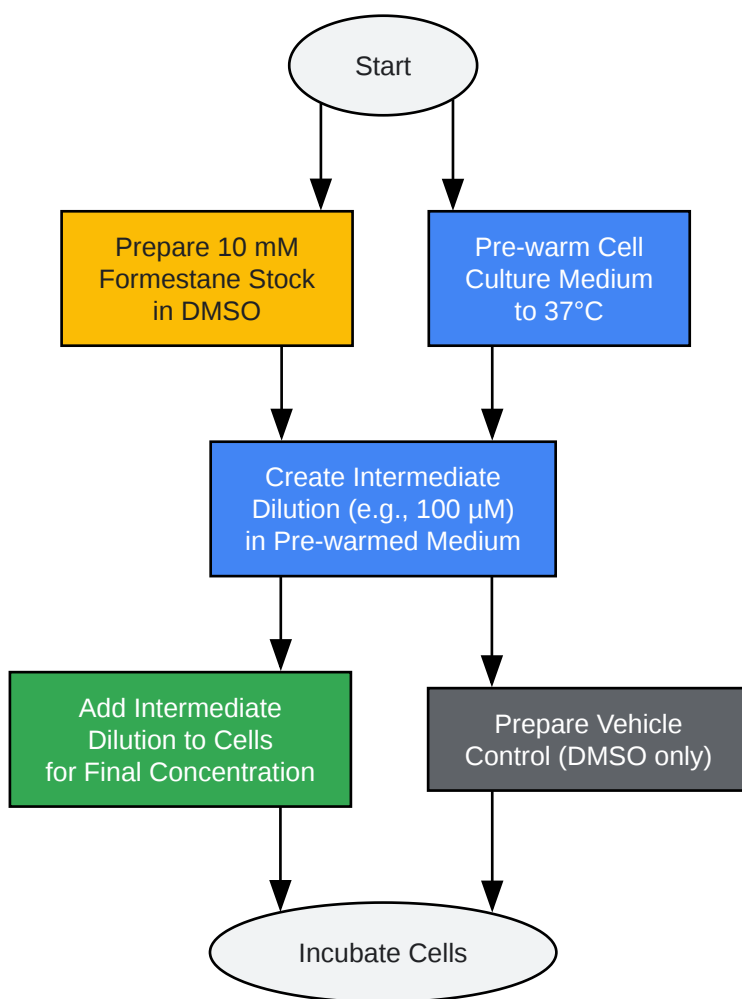 Start
Prepare 10 mM
Formestane Stock
in DMSO
Pre-warm Cell
Culture Medium
to 37°C
Create Intermediate
Dilution (e.g., 100 µM)
in Pre-warmed Medium
Add Intermediate
Dilution to Cells
for Final Concentration
Prepare Vehicle
Control (DMSO only)
Incubate Cells